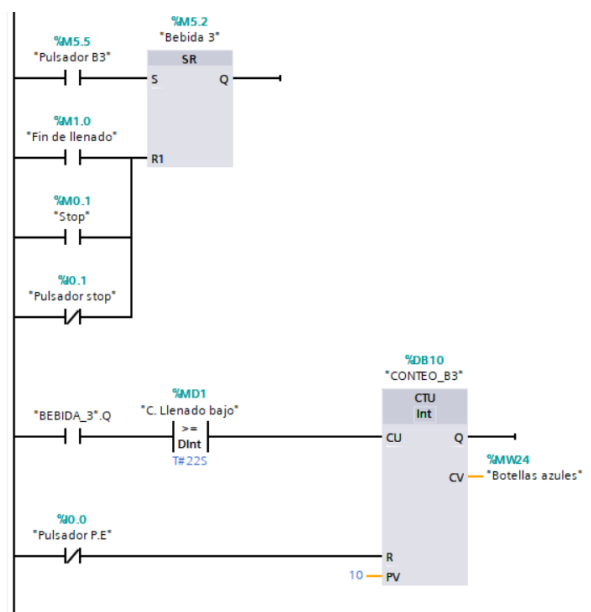 %M5.2
"Bebida 3"
%M5.5
"Pulsador B3"
SR
S
Q
%M1.0
"Fin de llenado"
R1
%M0.1
"Stop"
%I0.1
"Pulsador stop"
%DB10
"CONTEO_B3"
%MD1
"C. Llenado bajo"
CTU
Int
"BEBIDA_3".Q
>=
DInt
T#22S
CU
Q
%MW24
CV
"Botellas azules"
%I0.0
"Pulsador P.E"
R
10
PV